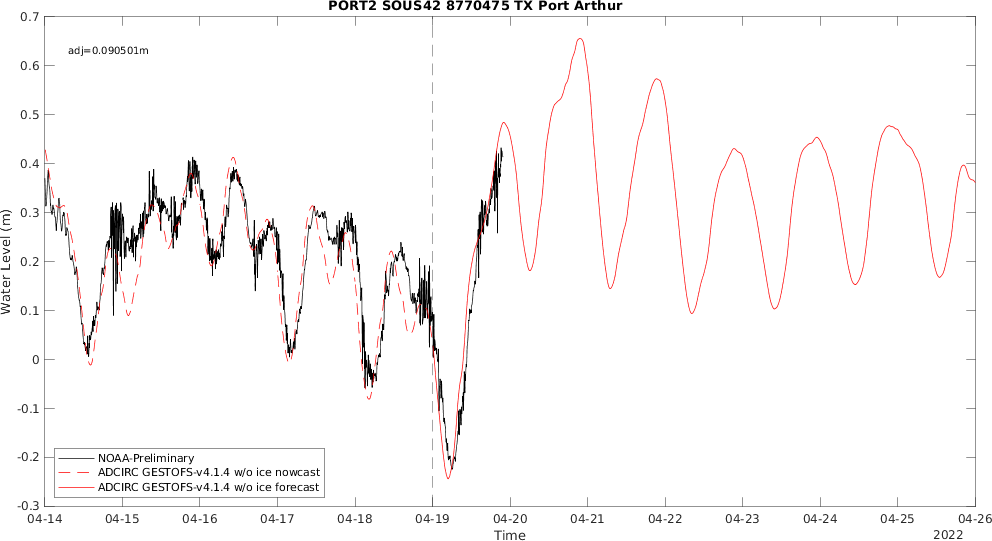 PORT2 SOUS42 8770475 TX Port Arthur
0.7
adj=0.090501m
0.6
0.5
0.4
0.3
0.2
0.1
0
-0.1
-0.2
-0.3
Water Level (m)
NOAA-Preliminary
ADCIRC GESTOFS-v4.1.4 w/o ice nowcast
ADCIRC GESTOFS-v4.1.4 w/o ice forecast
04-14 04-15 04-16 04-17 04-18 04-19 04-20 04-21 04-22 04-23 04-24 04-25 04-26
Time
2022